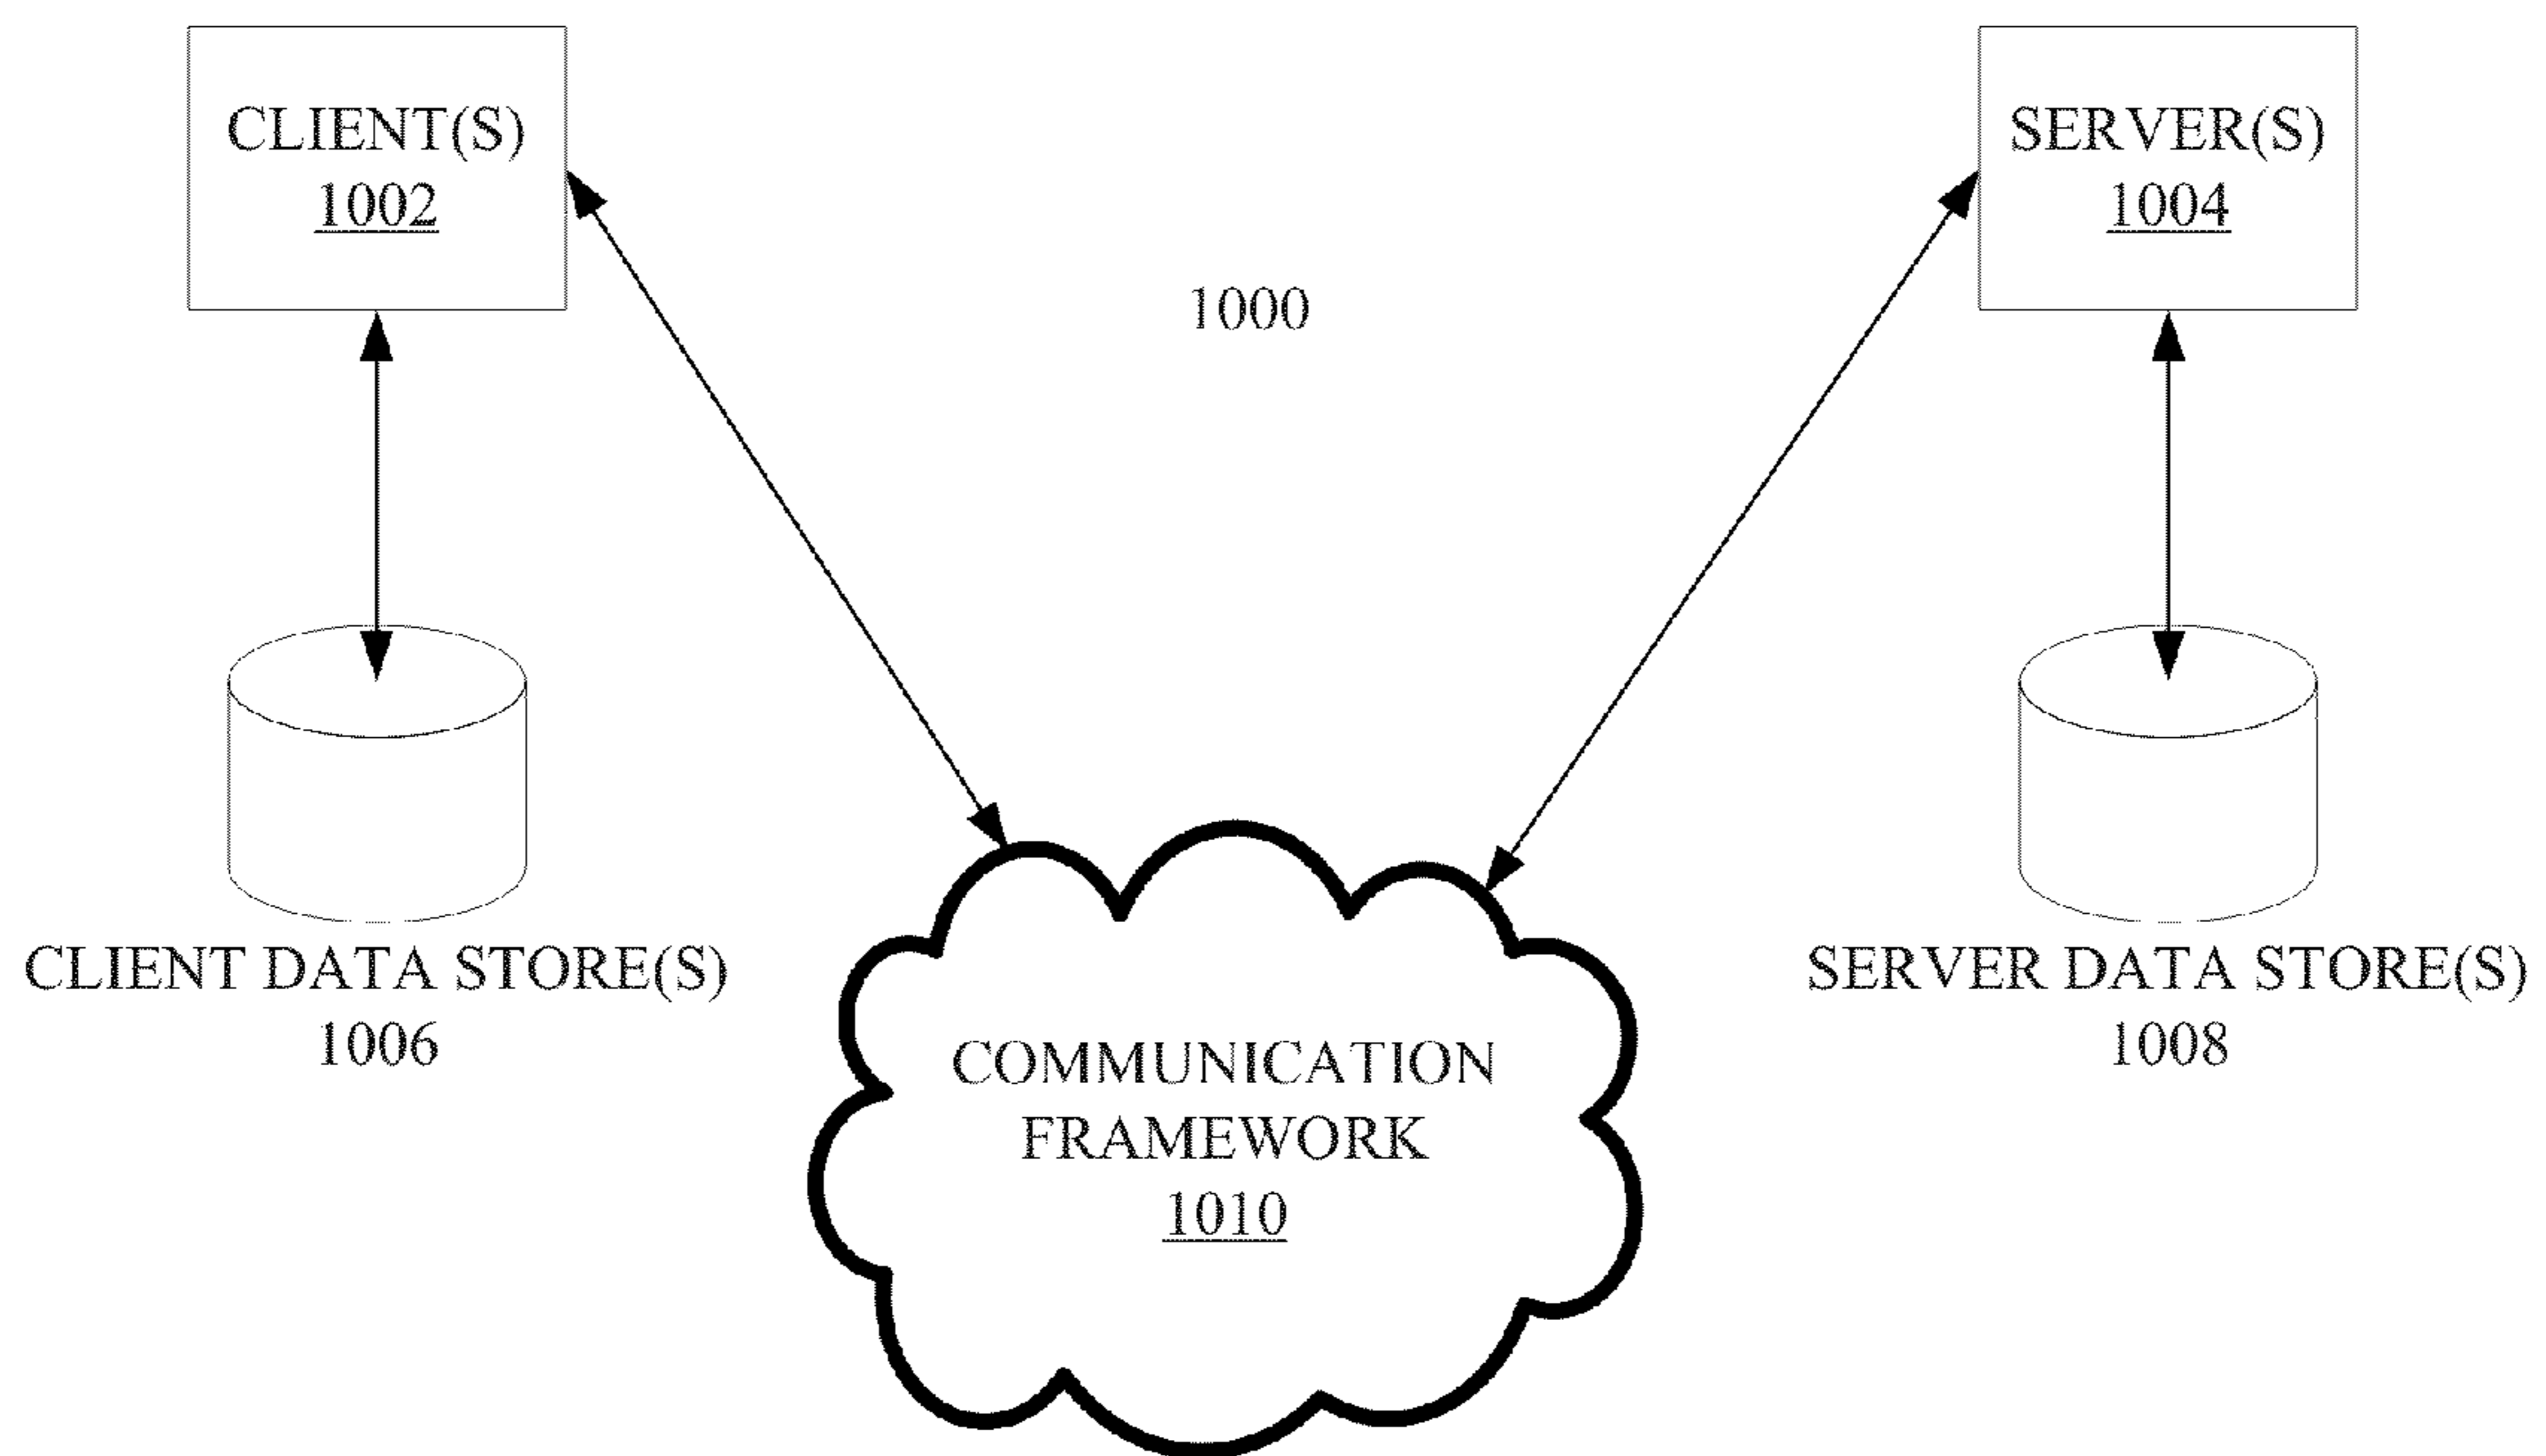 CLIENT(S)
1002
SERVER(S)
1004
1000
CLIENT DATA STORE(S)
1006
SERVER DATA STORE(S)
1008
COMMUNICATION
FRAMEWORK
1010